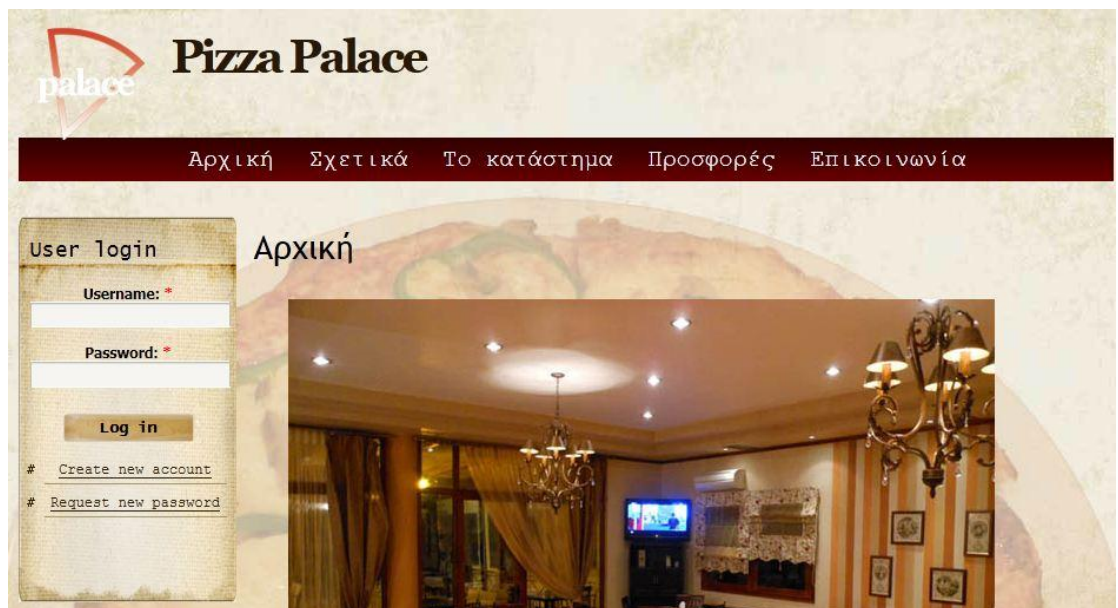 palace
Pizza Palace
Αρχική Σχετικά Το κατάστημα Προσφορές Επικοινωνία
User login
Username: *
Password: *
Log in
# Create new account
# Request new password
Αρχική